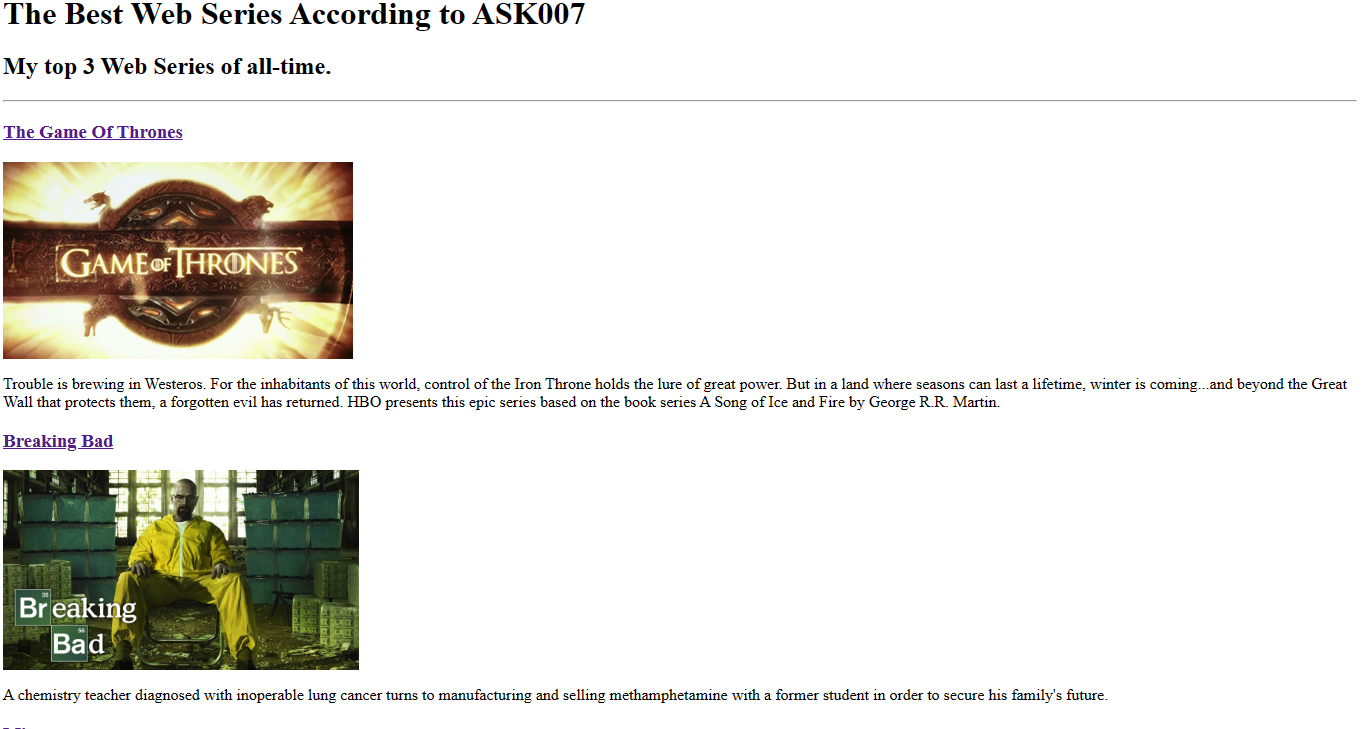 The Best Web Series According to ASK007
My top 3 Web Series of all-time.
The Game Of Thrones
GAME OF THRONES
Trouble is brewing in Westeros. For the inhabitants of this world, control of the Iron Throne holds the lure of great power. But in a land where seasons can last a lifetime, winter is coming...and beyond the Great
Wall that protects them, a forgotten evil has returned. HBO presents this epic series based on the book series A Song of Ice and Fire by George R.R. Martin.
Breaking Bad
35
Breaking
56
Bad
A chemistry teacher diagnosed with inoperable lung cancer turns to manufacturing and selling methamphetamine with a former student in order to secure his family's future.